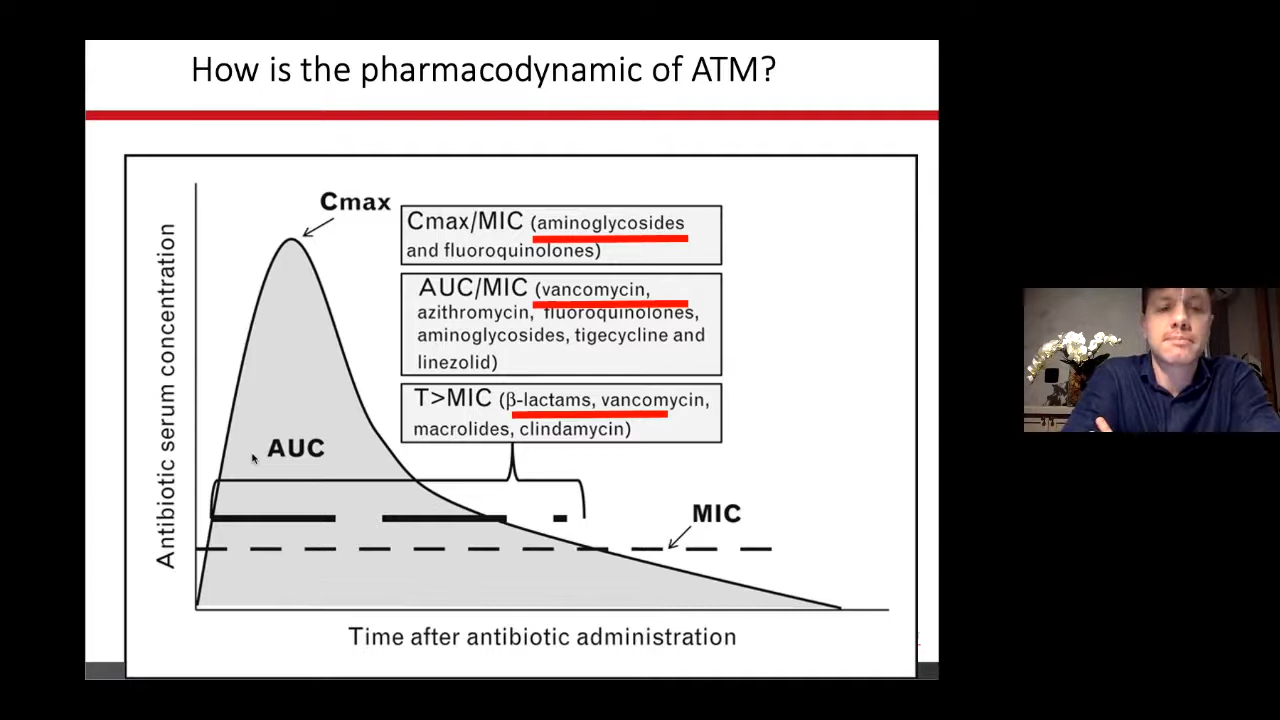 How is the pharmacodynamic of ATM?
Cmax
Cmax/MIC (aminoglycosides
and fluoroquinolones)
AUC/MIC (vancomycin,
azithromycin, fluoroquinolones,
aminoglycosides, tigecycline and
linezolid)
T>MIC (β-lactams, vancomycin,
macrolides, clindamycin)
AUC
MIC
Antibiotic serum concentration
Time after antibiotic administration